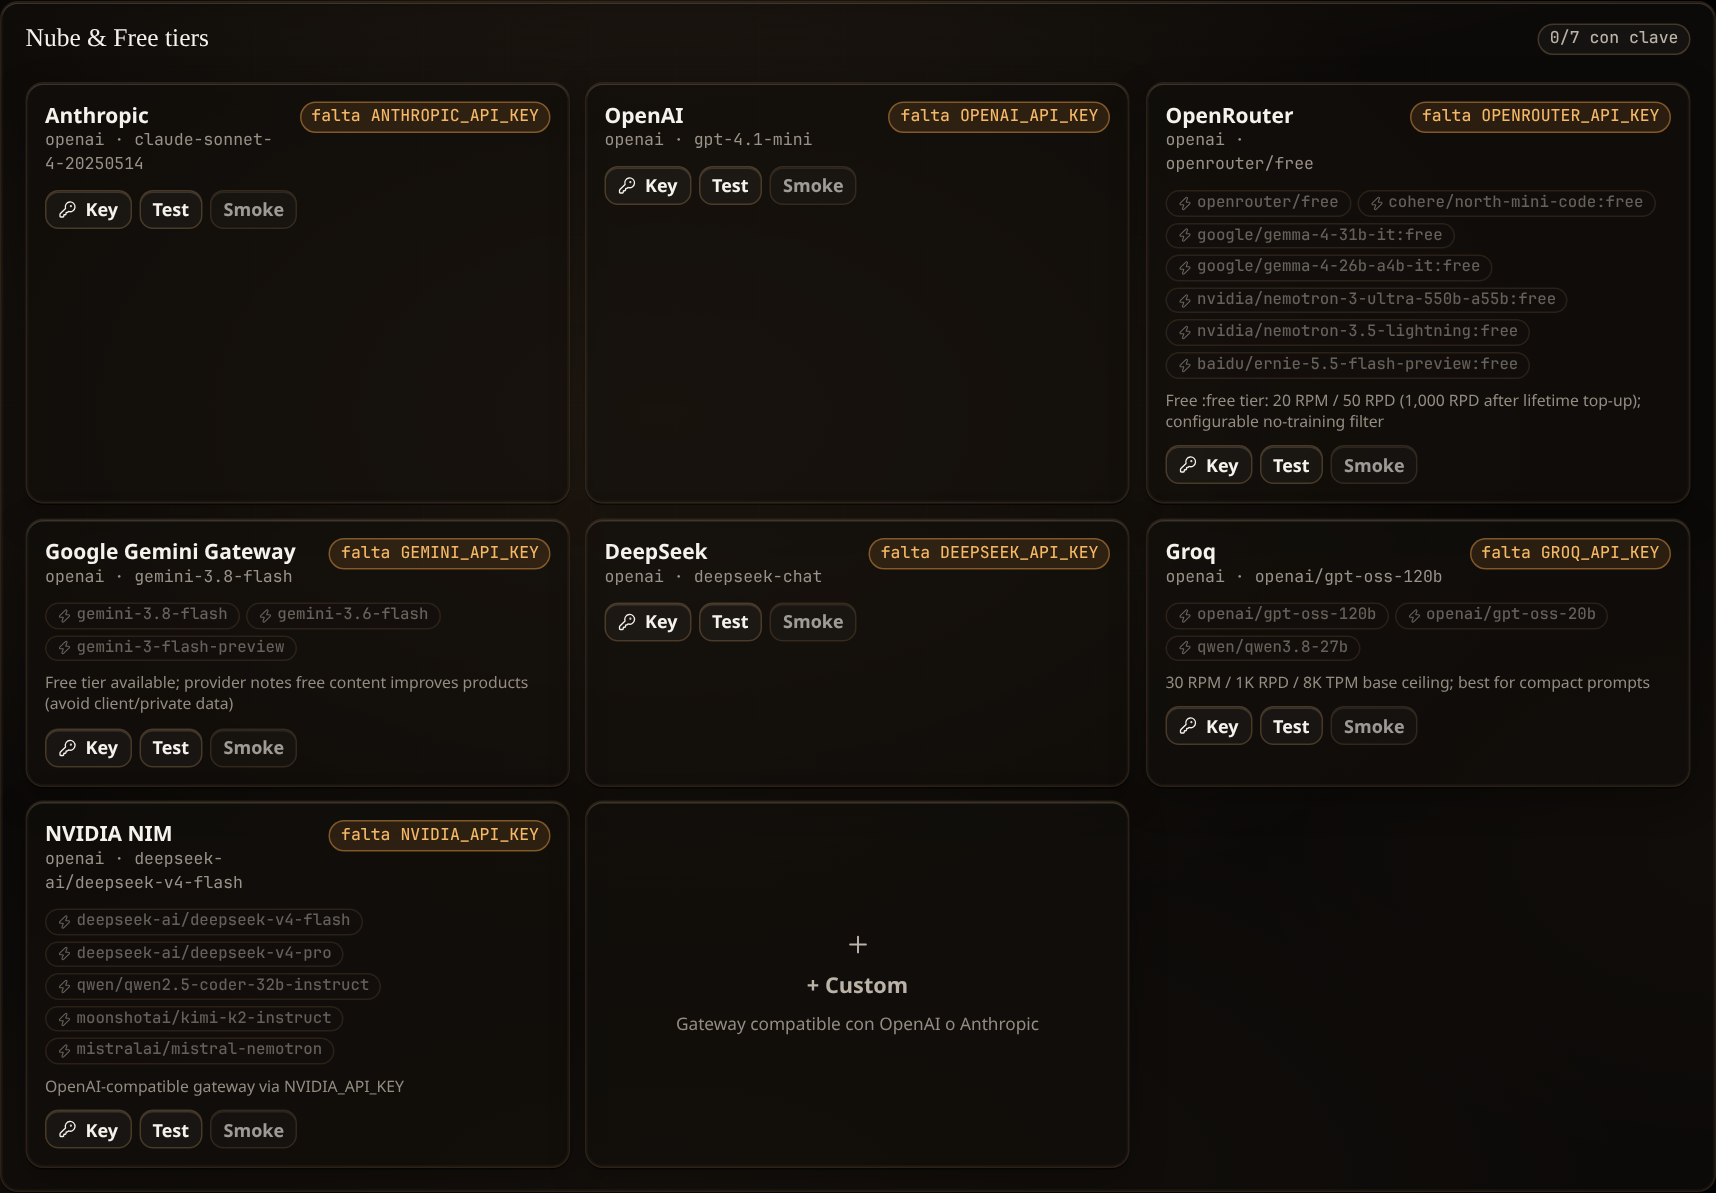 Nube & Free tiers
0/7 con clave
Anthropic
falta ANTHROPIC_API_KEY
openai · claude-sonnet-
4-20250514
Key
Test
Smoke
OpenAI
falta OPENAI_API_KEY
openai · gpt-4.1-mini
Key
Test
Smoke
OpenRouter
falta OPENROUTER_API_KEY
openai ·
openrouter/free
openrouter/free
cohere/north-mini-code:free
google/gemma-4-31b-it:free
google/gemma-4-26b-a4b-it:free
nvidia/nemotron-3-ultra-550b-a55b:free
nvidia/nemotron-3.5-lightning:free
baidu/ernie-5.5-flash-preview:free
Free :free tier: 20 RPM / 50 RPD (1,000 RPD after lifetime top-up);
configurable no-training filter
Key
Test
Smoke
Google Gemini Gateway
falta GEMINI_API_KEY
openai · gemini-3.8-flash
gemini-3.8-flash
gemini-3.6-flash
gemini-3-flash-preview
Free tier available; provider notes free content improves products
(avoid client/private data)
Key
Test
Smoke
DeepSeek
falta DEEPSEEK_API_KEY
openai · deepseek-chat
Key
Test
Smoke
Groq
falta GROQ_API_KEY
openai · openai/gpt-oss-120b
openai/gpt-oss-120b
openai/gpt-oss-20b
qwen/qwen3.8-27b
30 RPM / 1K RPD / 8K TPM base ceiling; best for compact prompts
Key
Test
Smoke
NVIDIA NIM
falta NVIDIA_API_KEY
openai · deepseek-
ai/deepseek-v4-flash
deepseek-ai/deepseek-v4-flash
deepseek-ai/deepseek-v4-pro
qwen/qwen2.5-coder-32b-instruct
moonshotai/kimi-k2-instruct
mistralai/mistral-nemotron
OpenAI-compatible gateway via NVIDIA_API_KEY
Key
Test
Smoke
+
+ Custom
Gateway compatible con OpenAI o Anthropic